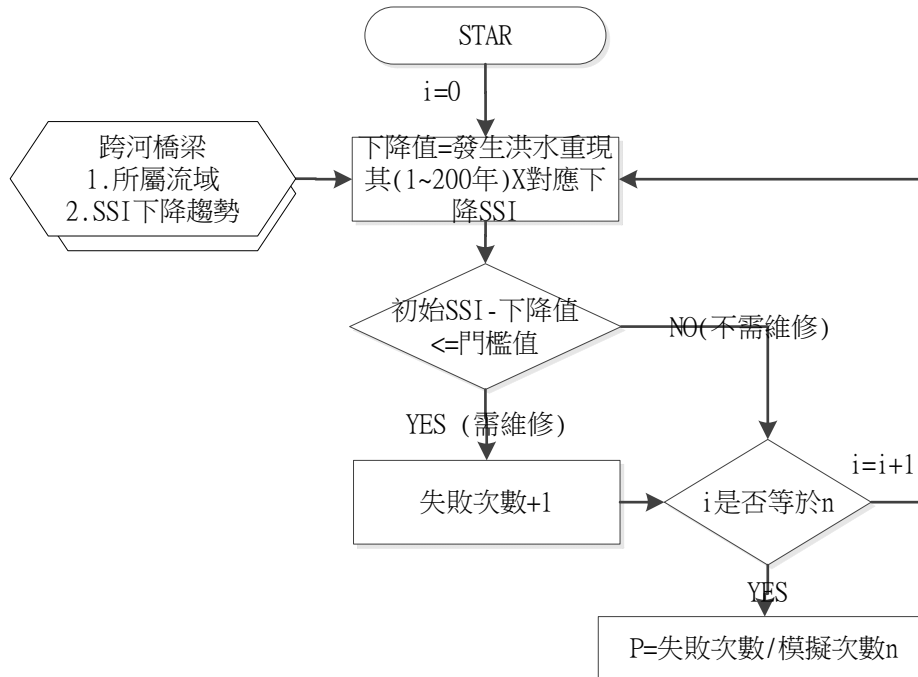 STAR
i=0
跨河橋梁
1.所屬流域
2.SSI下降趨勢
下降值=發生洪水重現
其(1~200年)X對應下
降SSI
初始SSI-下降值
<=門檻值
NO(不需維修)
YES (需維修)
失敗次數+1
i是否等於n
i=i+1
YES
P=失敗次數/模擬次數n